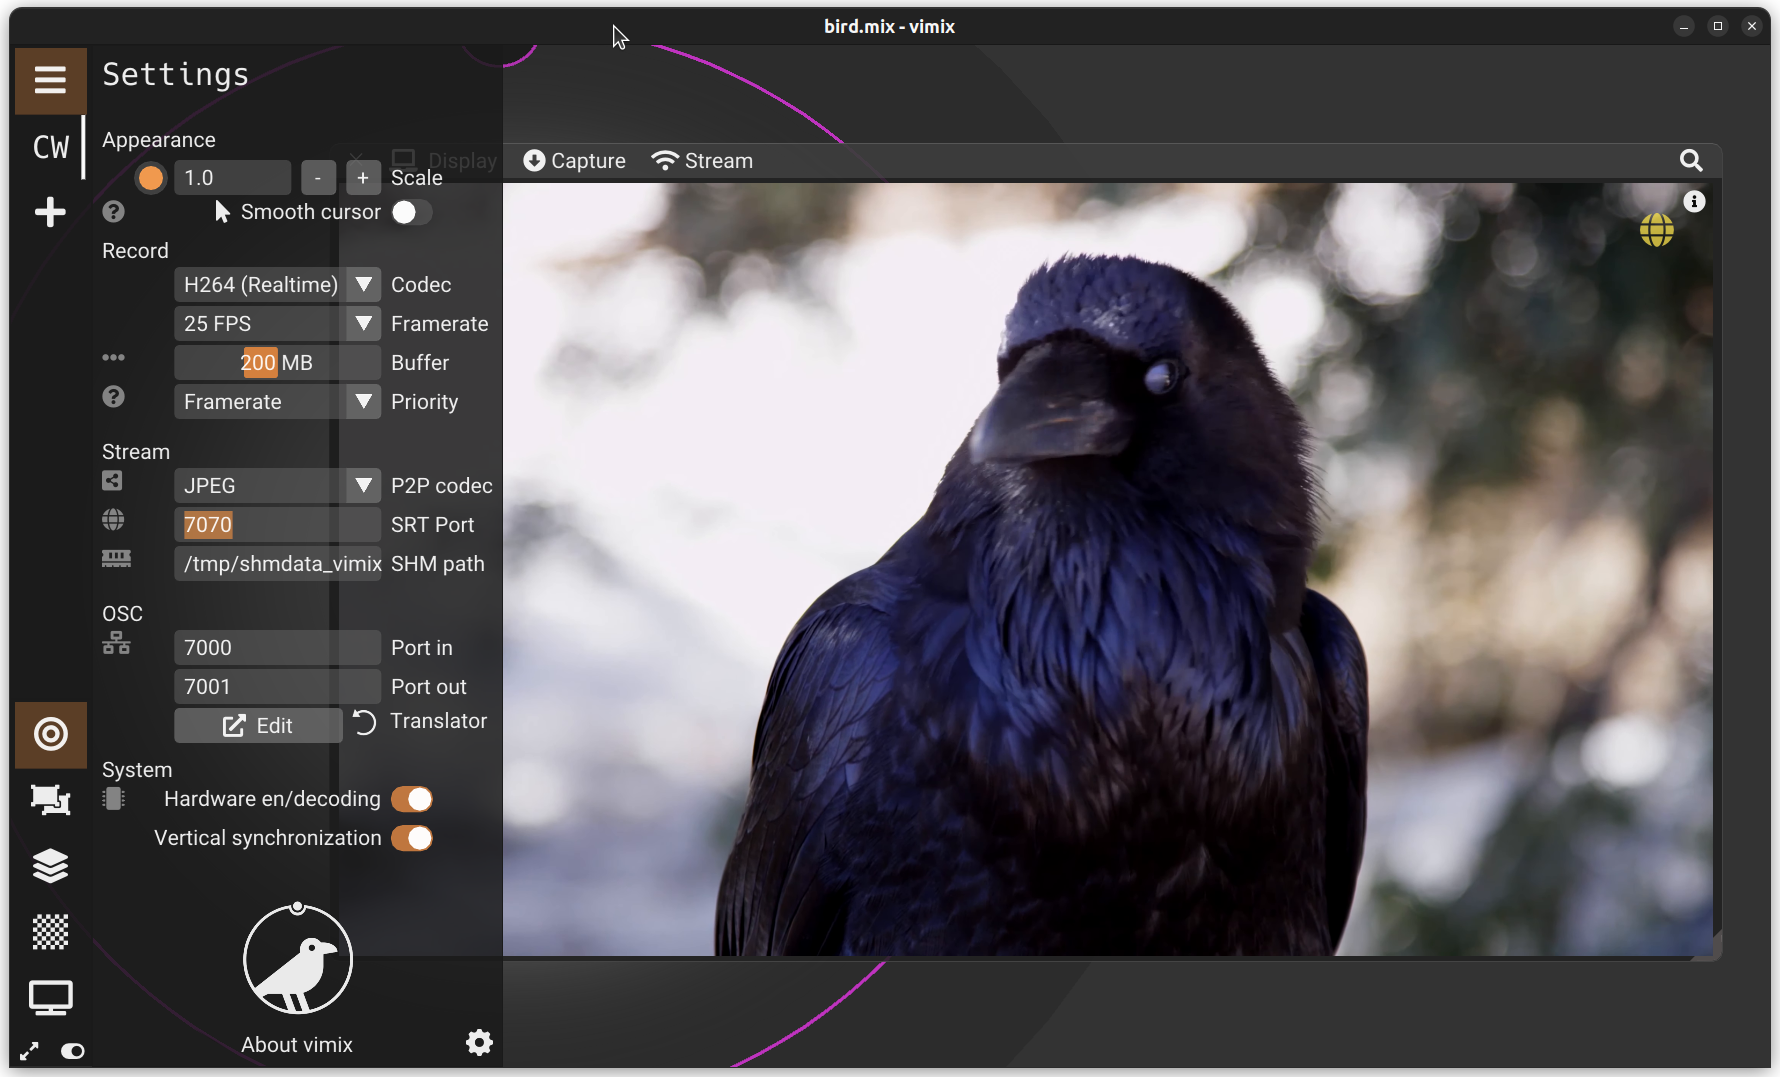 bird.mix - vimix
Settings
CW
Appearance
1.0 - + Scale
Smooth cursor
Display Capture Stream
Record
H264 (Realtime) Codec
25 FPS Framerate
200 MB Buffer
Framerate Priority
Stream
JPEG P2P codec
7070 SRT Port
/tmp/shmdata_vimix SHM path
OSC
7000 Port in
7001 Port out
Edit Translator
System
Hardware en/decoding
Vertical synchronization
About vimix